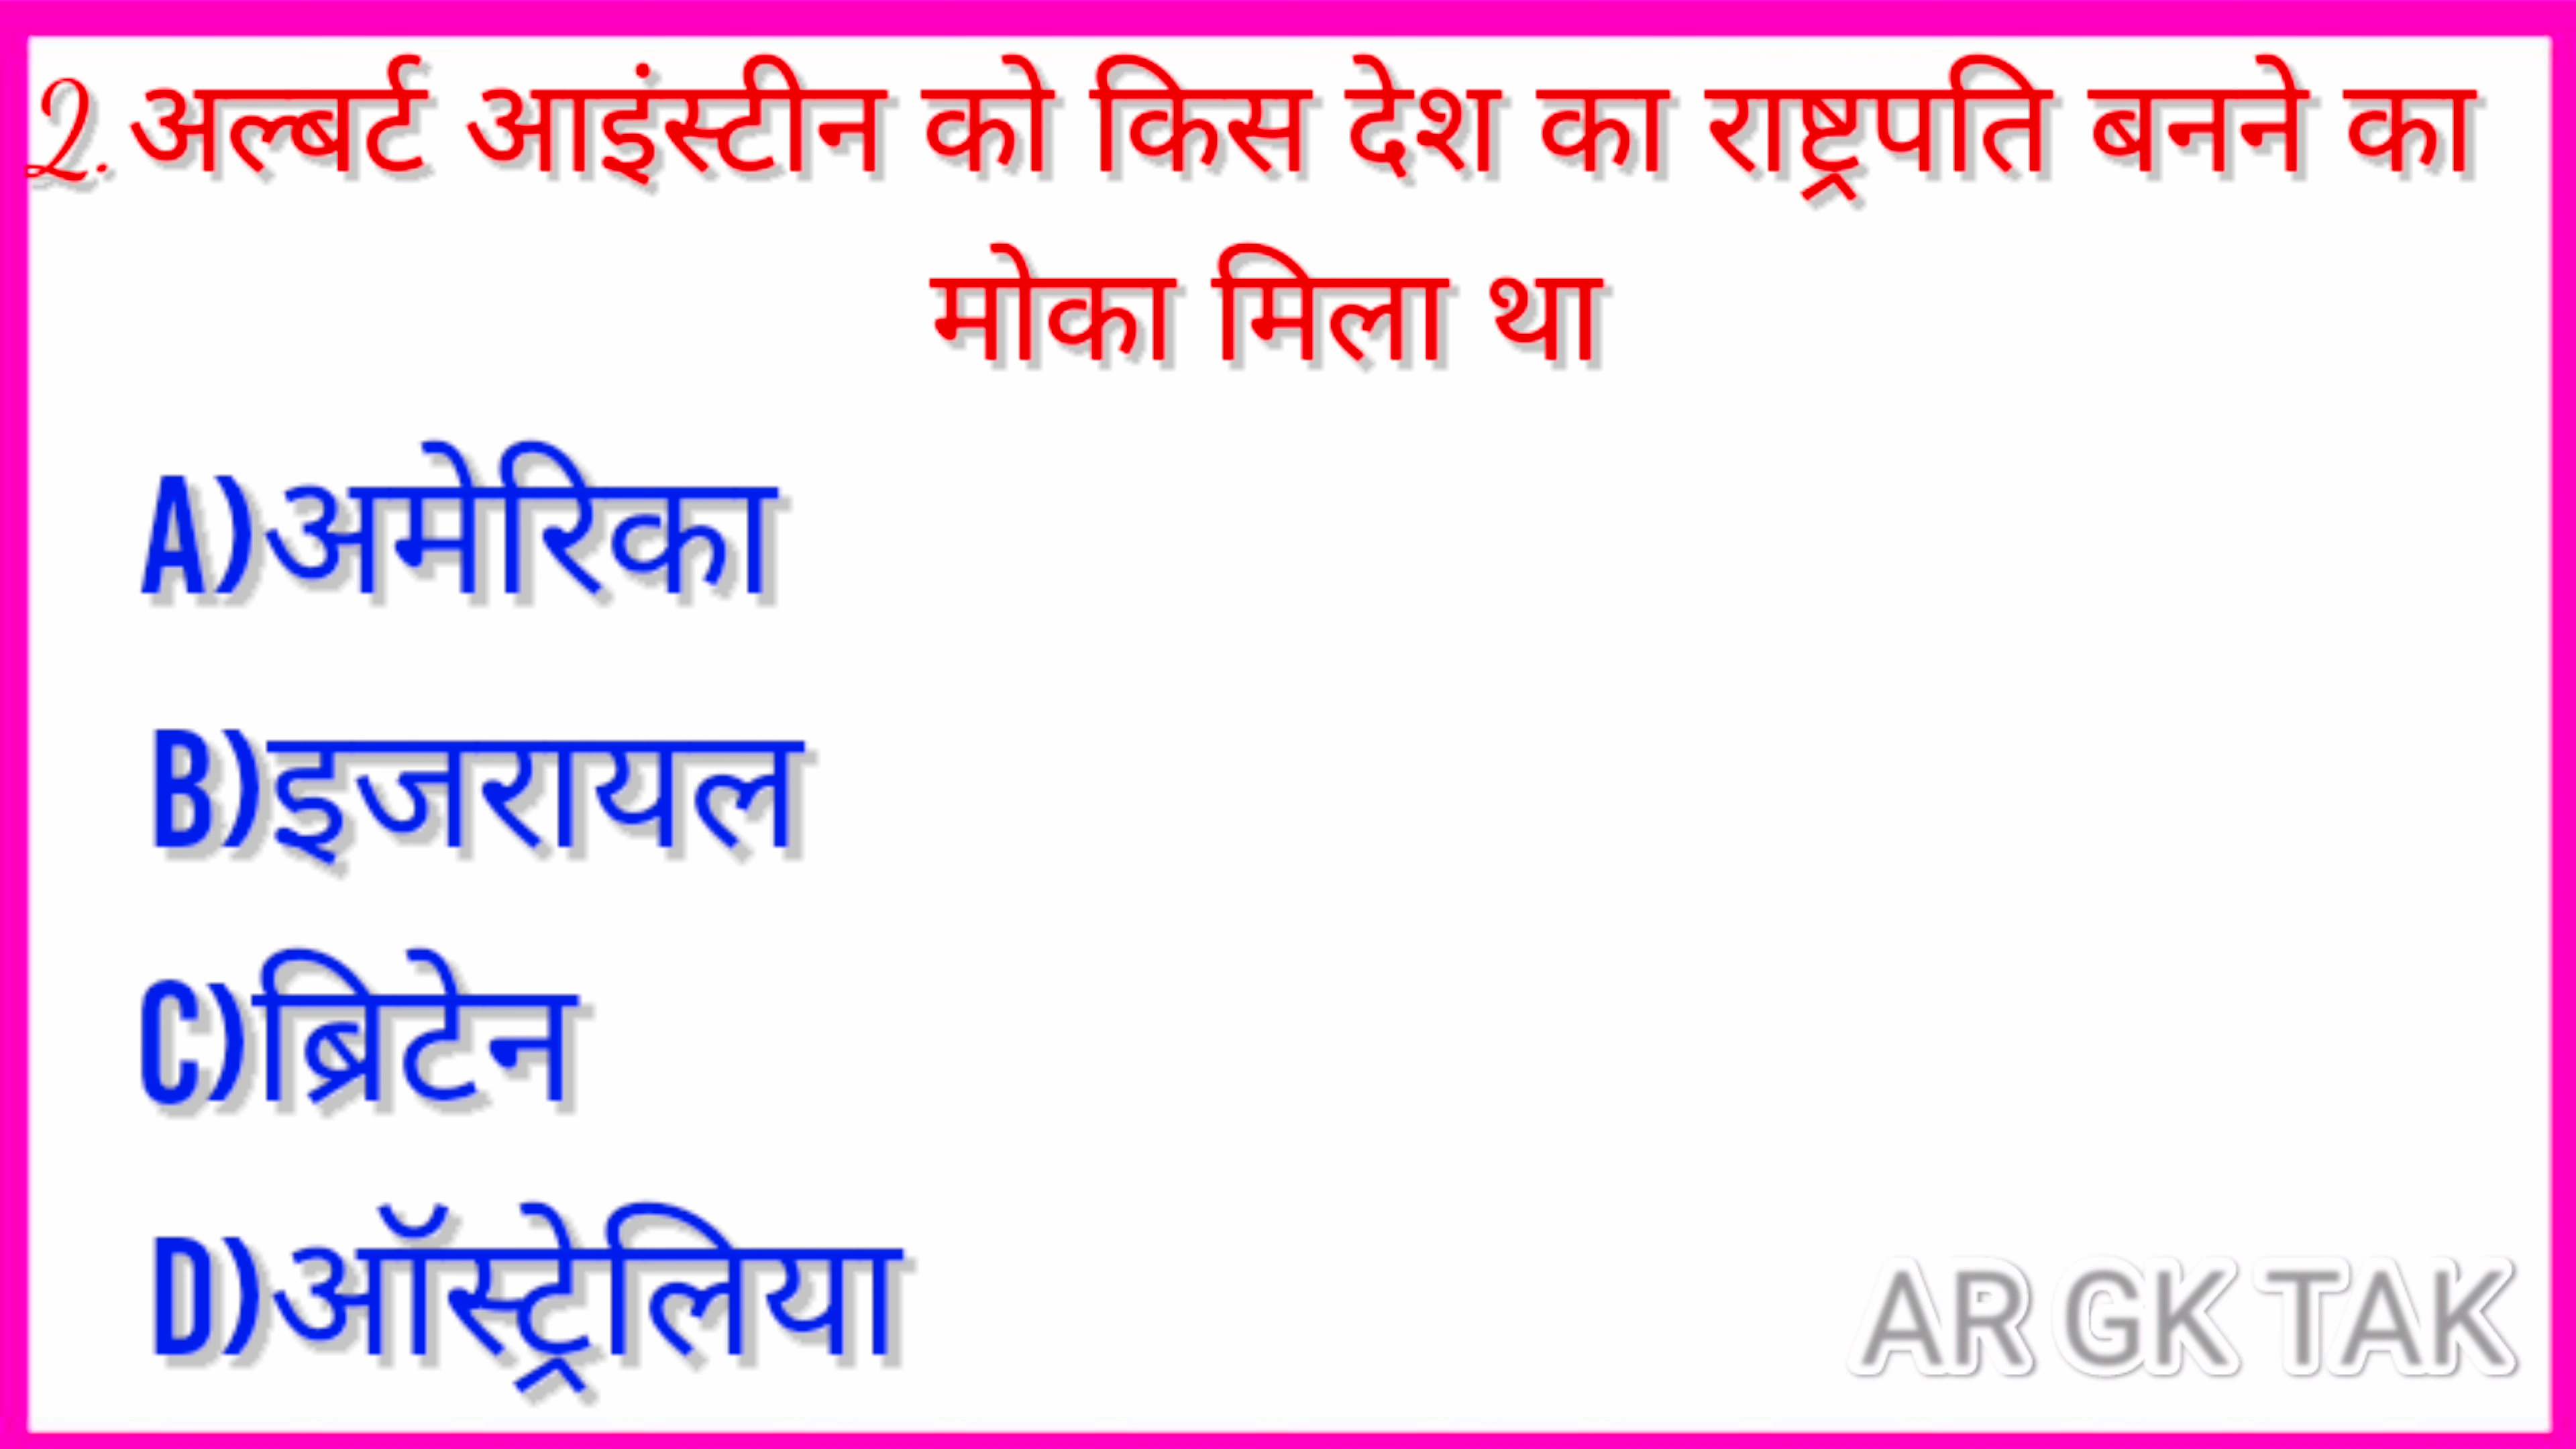 2. अल्बर्ट आइंस्टीन को किस देश का राष्ट्रपति बनने का
मोका मिला था
A)अमेरिका
B)इजरायल
C)ब्रिटेन
D)ऑस्ट्रेलिया
AR GK TAK